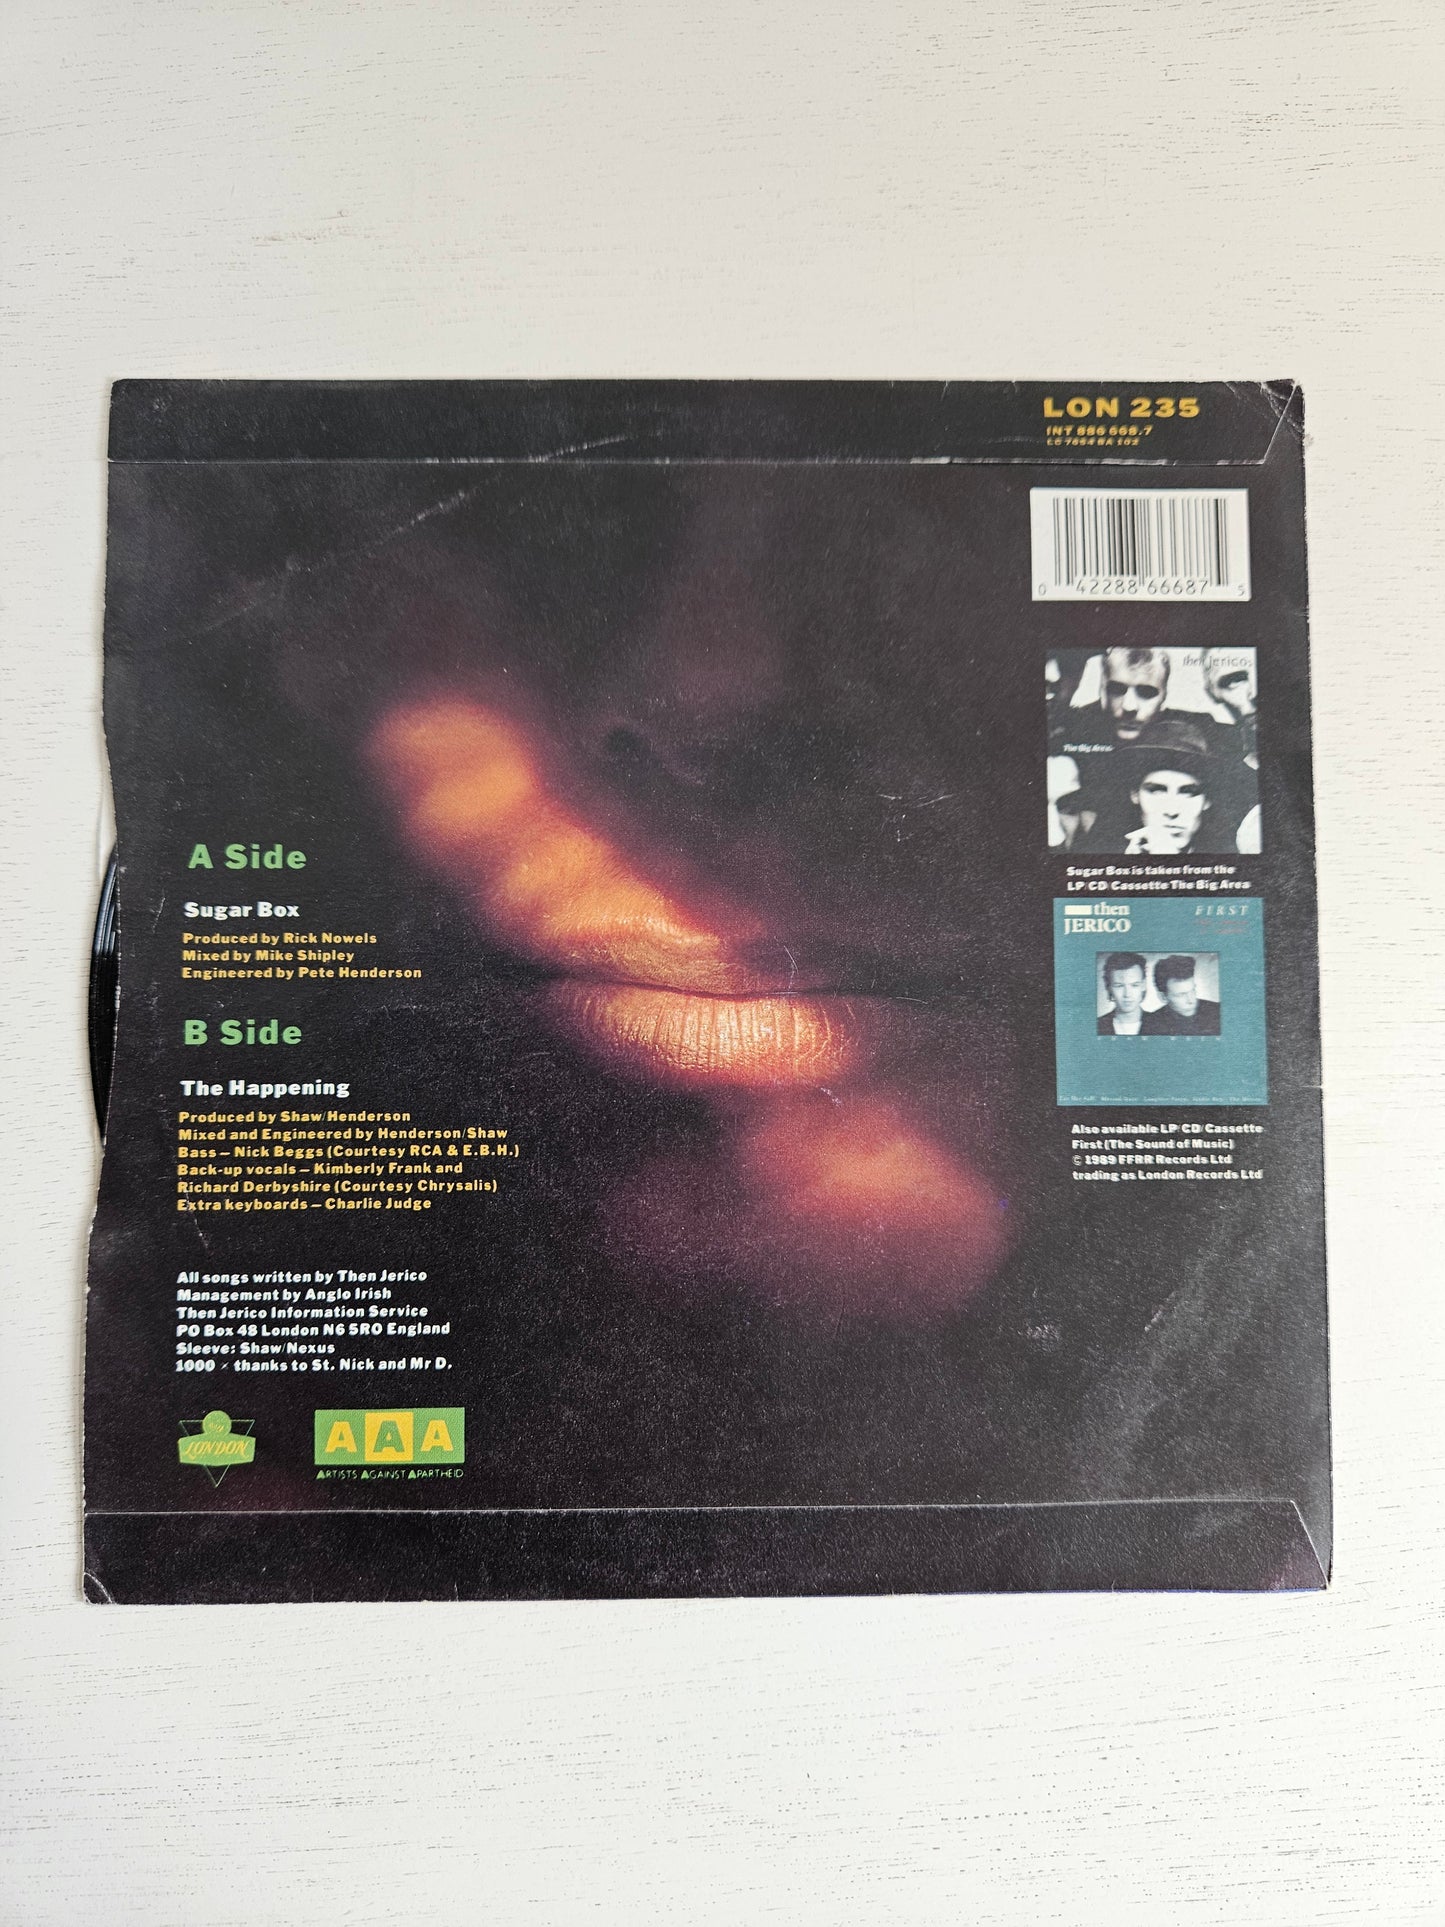 LON 235
INT 886 668.7
LC 7654 BA 102
0 42288 66687 5
then Jerico
The Big Area
Sugar Box is taken from the
LP/CD/Cassette The Big Area
then
JERICO
FIRST
Also available LP/CD/Cassette
First (The Sound of Music)
© 1989 FFRR Records Ltd
trading as London Records Ltd
A Side
Sugar Box
Produced by Rick Nowels
Mixed by Mike Shipley
Engineered by Pete Henderson
B Side
The Happening
Produced by Shaw/Henderson
Mixed and Engineered by Henderson/Shaw
Bass – Nick Beggs (Courtesy RCA & E.B.H.)
Back-up vocals – Kimberly Frank and
Richard Derbyshire (Courtesy Chrysalis)
Extra keyboards – Charlie Judge
All songs written by Then Jerico
Management by Anglo Irish
Then Jerico Information Service
PO Box 48 London N6 5RO England
Sleeve: Shaw/Nexus
1000 × thanks to St. Nick and Mr D.
LONDON
AAA
ARTISTS AGAINST APARTHEID